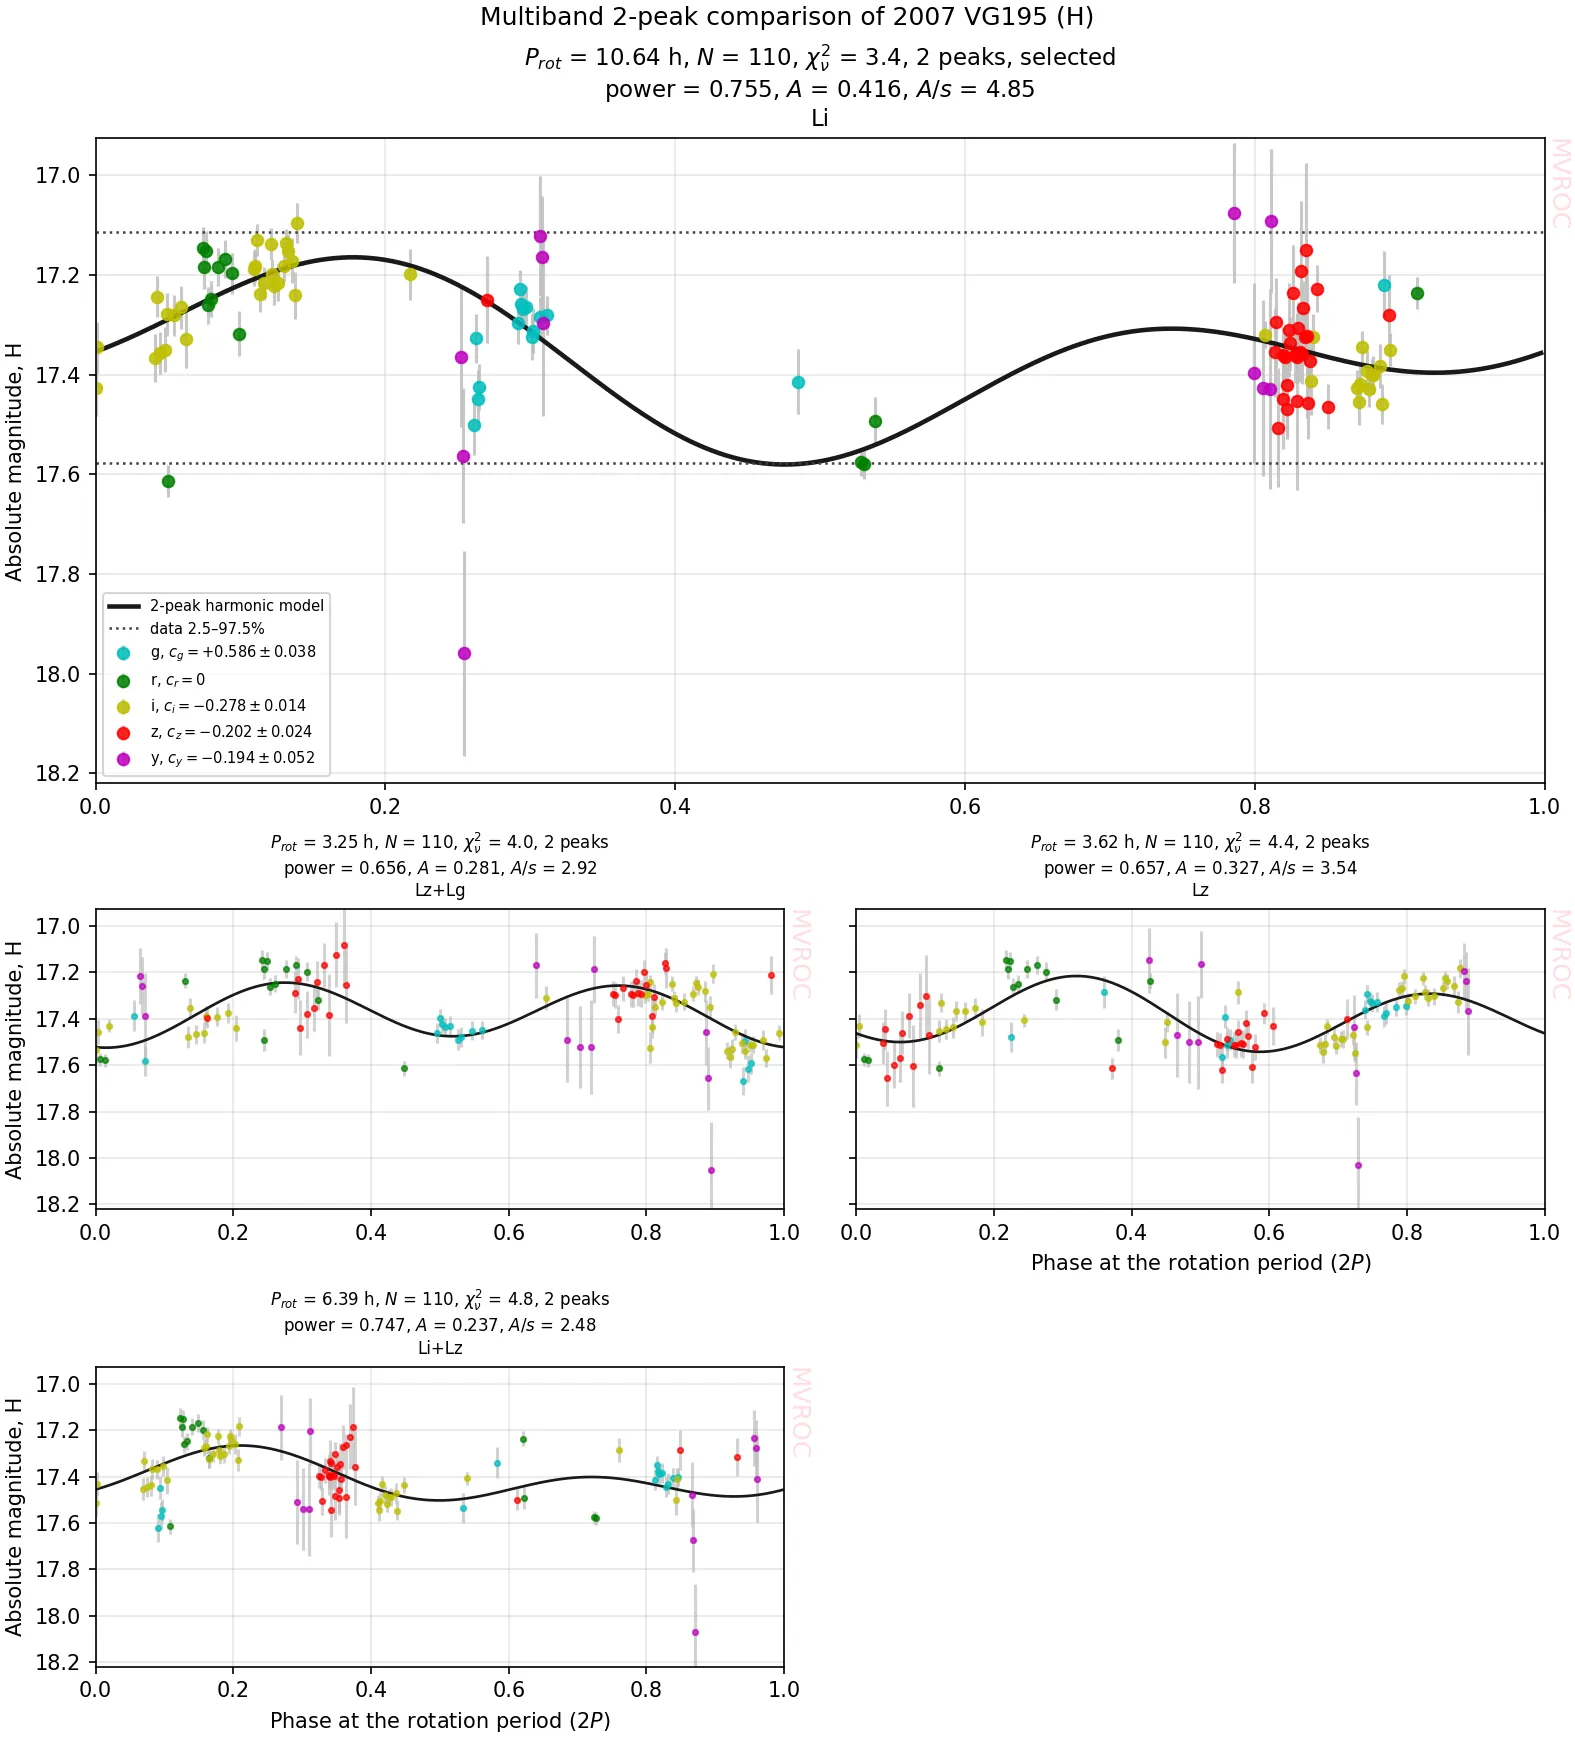 Multiband 2-peak comparison of 2007 VG195 (H)
P_rot = 10.64 h, N = 110, χ²_ν = 3.4, 2 peaks, selected
power = 0.755, A = 0.416, A/s = 4.85
Li
MVROC
Absolute magnitude, H
17.0
17.2
17.4
17.6
17.8
18.0
18.2
2-peak harmonic model
data 2.5–97.5%
g, c_g = +0.586 ± 0.038
r, c_r = 0
i, c_i = −0.278 ± 0.014
z, c_z = −0.202 ± 0.024
y, c_y = −0.194 ± 0.052
0.0 0.2 0.4 0.6 0.8 1.0
P_rot = 3.25 h, N = 110, χ²_ν = 4.0, 2 peaks
power = 0.656, A = 0.281, A/s = 2.92
Lz+Lg
MVROC
Absolute magnitude, H
17.0
17.2
17.4
17.6
17.8
18.0
18.2
0.0 0.2 0.4 0.6 0.8 1.0
P_rot = 3.62 h, N = 110, χ²_ν = 4.4, 2 peaks
power = 0.657, A = 0.327, A/s = 3.54
Lz
MVROC
0.0 0.2 0.4 0.6 0.8 1.0
Phase at the rotation period (2P)
P_rot = 6.39 h, N = 110, χ²_ν = 4.8, 2 peaks
power = 0.747, A = 0.237, A/s = 2.48
Li+Lz
MVROC
Absolute magnitude, H
17.0
17.2
17.4
17.6
17.8
18.0
18.2
0.0 0.2 0.4 0.6 0.8 1.0
Phase at the rotation period (2P)